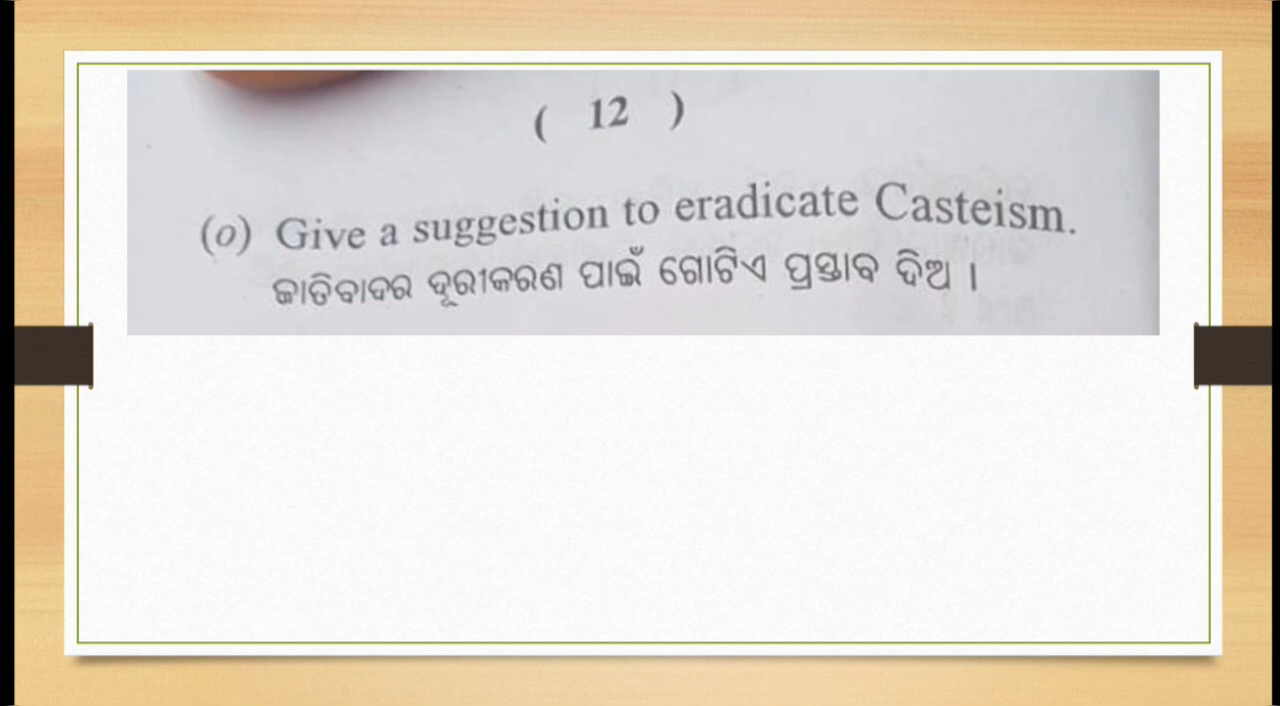 ( 12 )
(o) Give a suggestion to eradicate Casteism.
ଜାତିବାଦର ଦୂରୀକରଣ ପାଇଁ ଗୋଟିଏ ପ୍ରସ୍ତାବ ଦିଅ ।